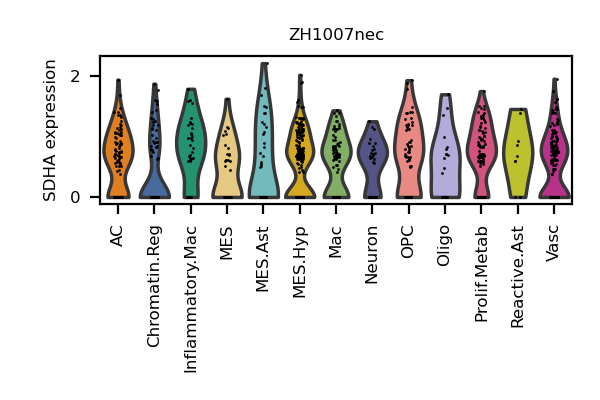 ZH1007nec
SDHA expression
2
0
AC
Chromatin.Reg
Inflammatory.Mac
MES
MES.Ast
MES.Hyp
Mac
Neuron
OPC
Oligo
Prolif.Metab
Reactive.Ast
Vasc